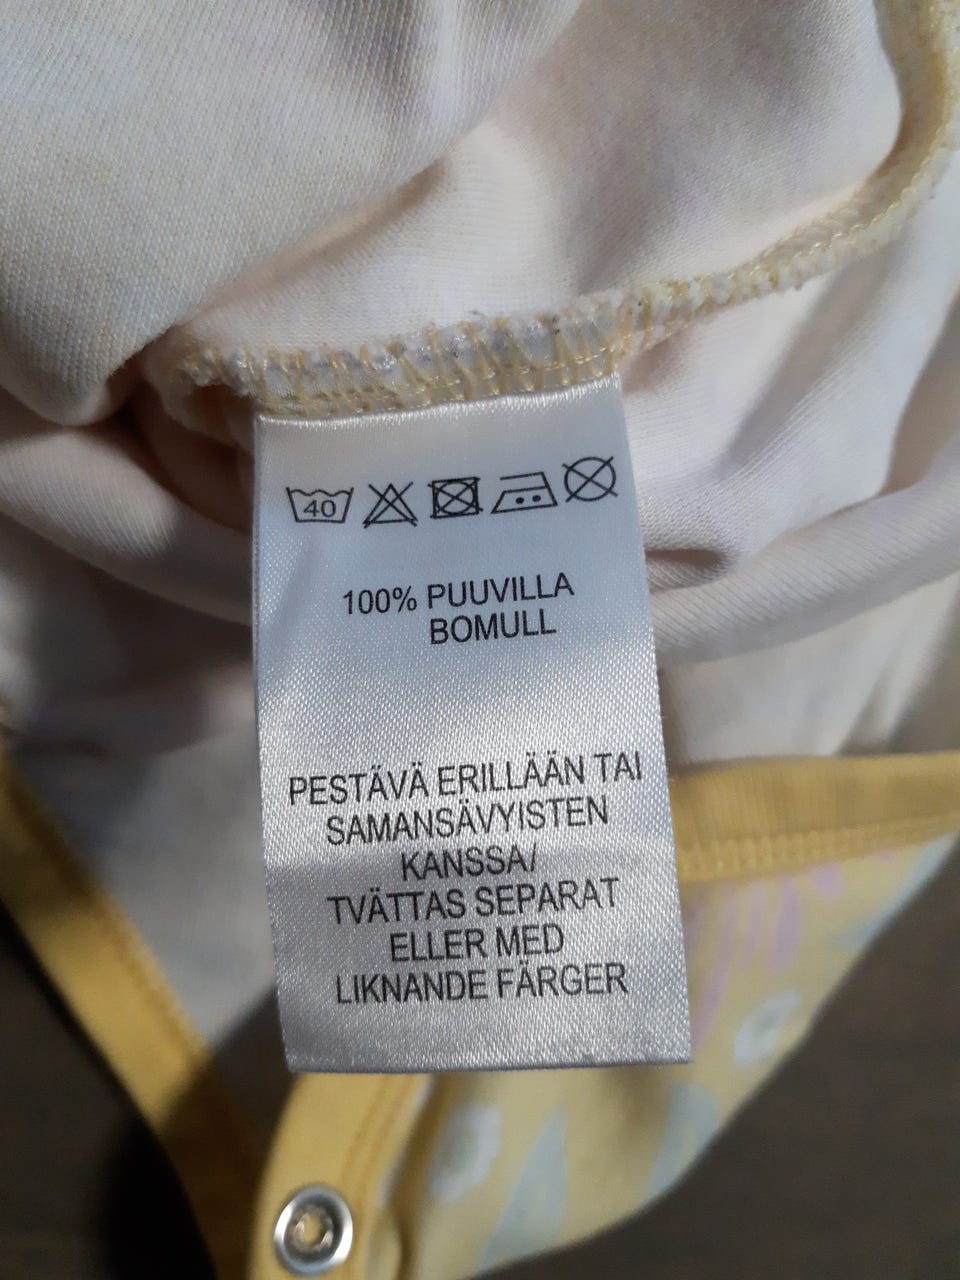 40
100% PUUVILLA
BOMULL
PESTÄVÄ ERILLÄÄN TAI
SAMANSÄVYISTEN
KANSSA/
TVÄTTAS SEPARAT
ELLER MED
LIKNANDE FÄRGER